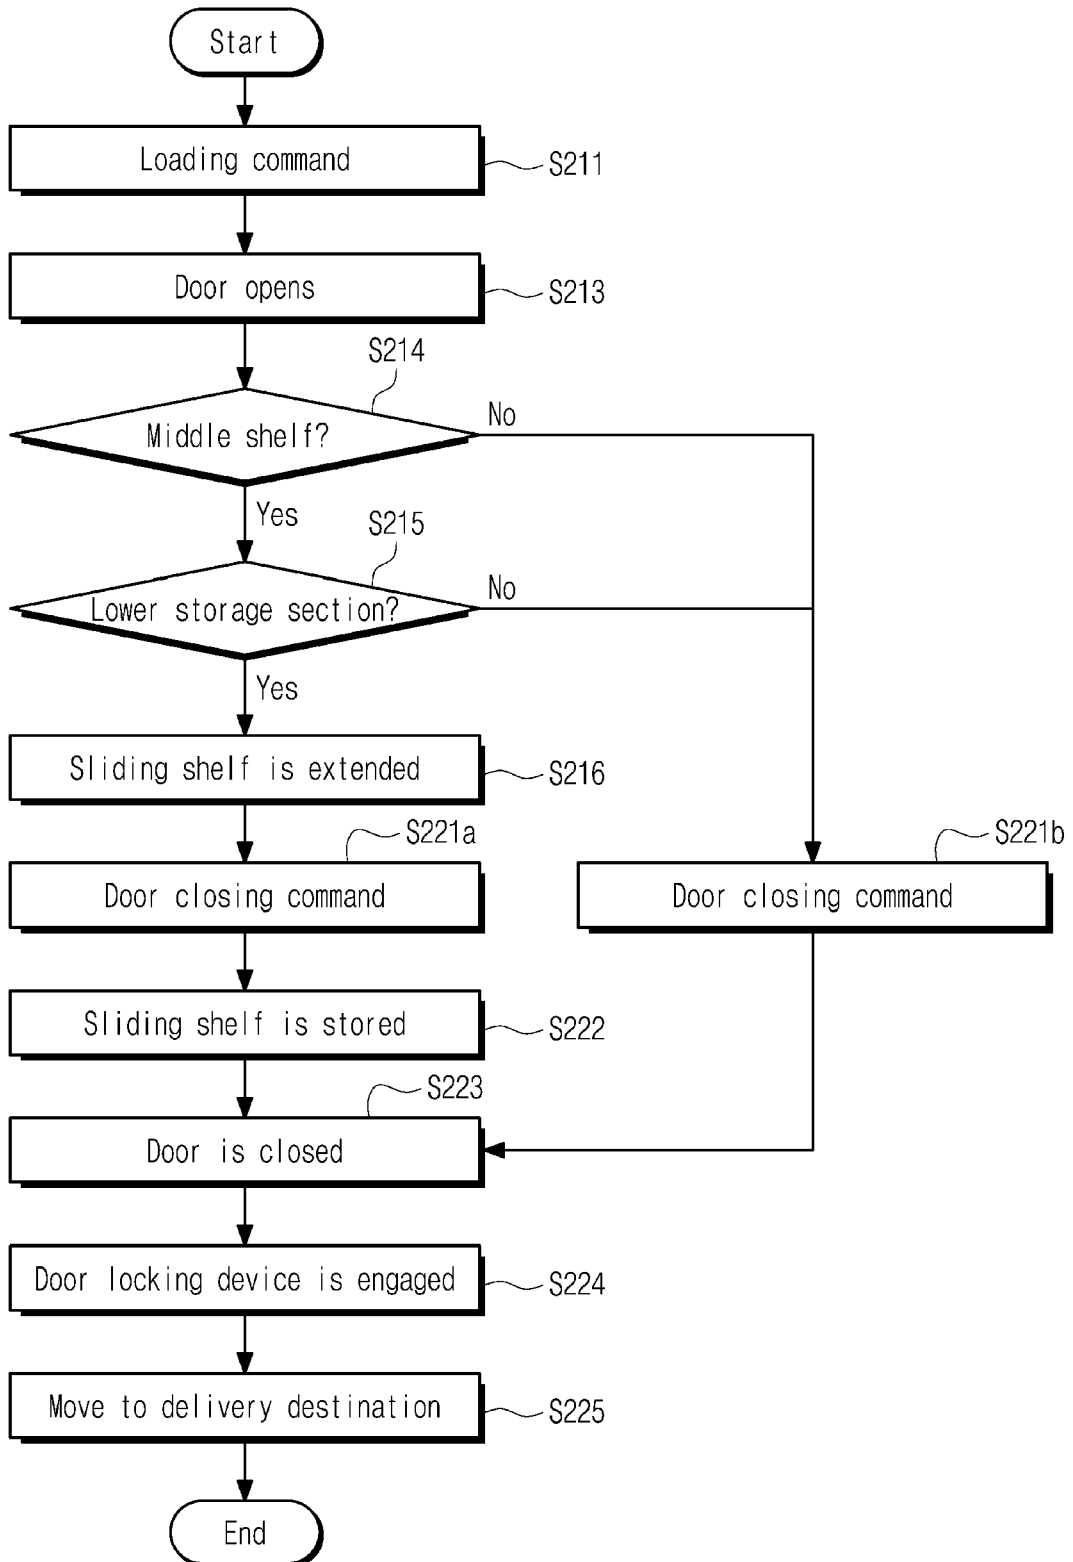 Start
Loading command
S211
Door opens
S213
S214
Middle shelf?
No
Yes
S215
Lower storage section?
No
Yes
Sliding shelf is extended
S216
S221a
Door closing command
S221b
Door closing command
Sliding shelf is stored
S222
S223
Door is closed
Door locking device is engaged
S224
Move to delivery destination
S225
End